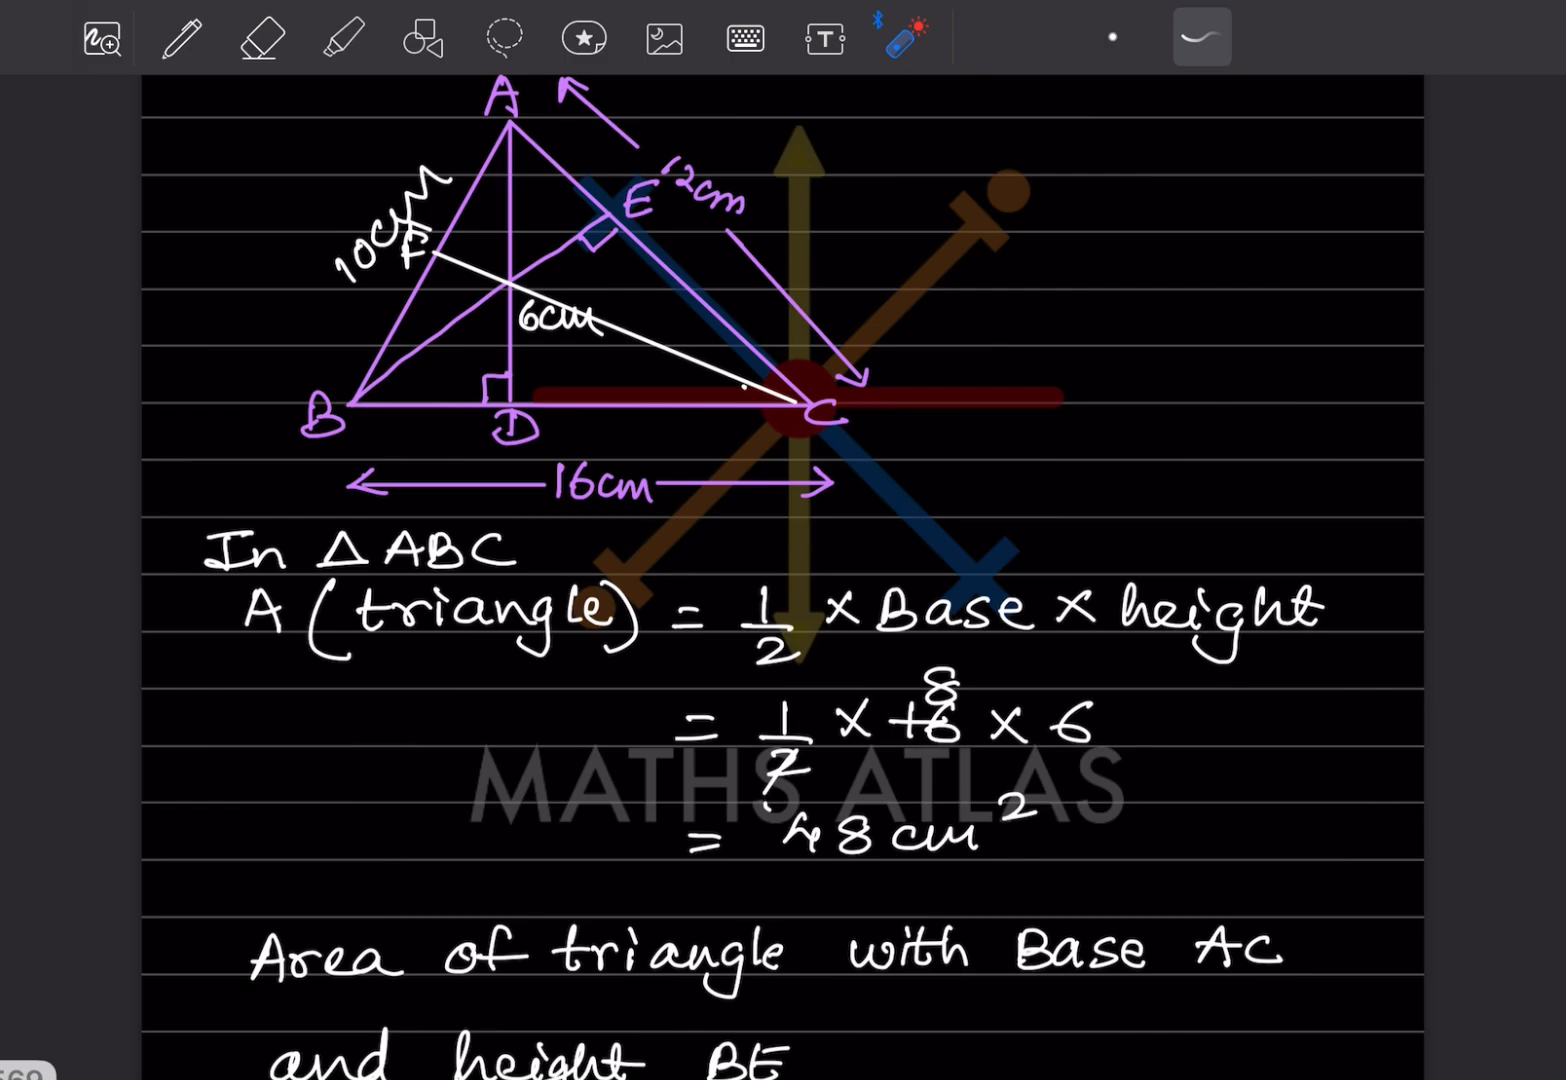 A
12cm
E
10cm
F
6cm
B
D
C
16cm
In △ ABC
A (triangle) = 1/2 × Base × height
8
= 1/2 × 16 × 6
MATHS ATLAS
= 48 cm²
Area of triangle with Base AC
and height BE
569